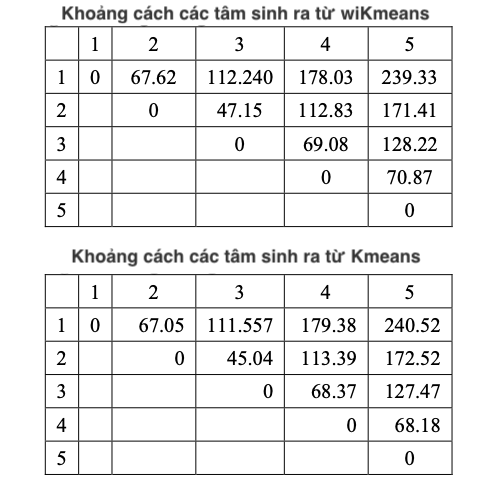 Khoảng cách các tâm sinh ra từ wiKmeans
1 2 3 4 5
1 0 67.62 112.240 178.03 239.33
2 0 47.15 112.83 171.41
3 0 69.08 128.22
4 0 70.87
5 0
Khoảng cách các tâm sinh ra từ Kmeans
1 2 3 4 5
1 0 67.05 111.557 179.38 240.52
2 0 45.04 113.39 172.52
3 0 68.37 127.47
4 0 68.18
5 0